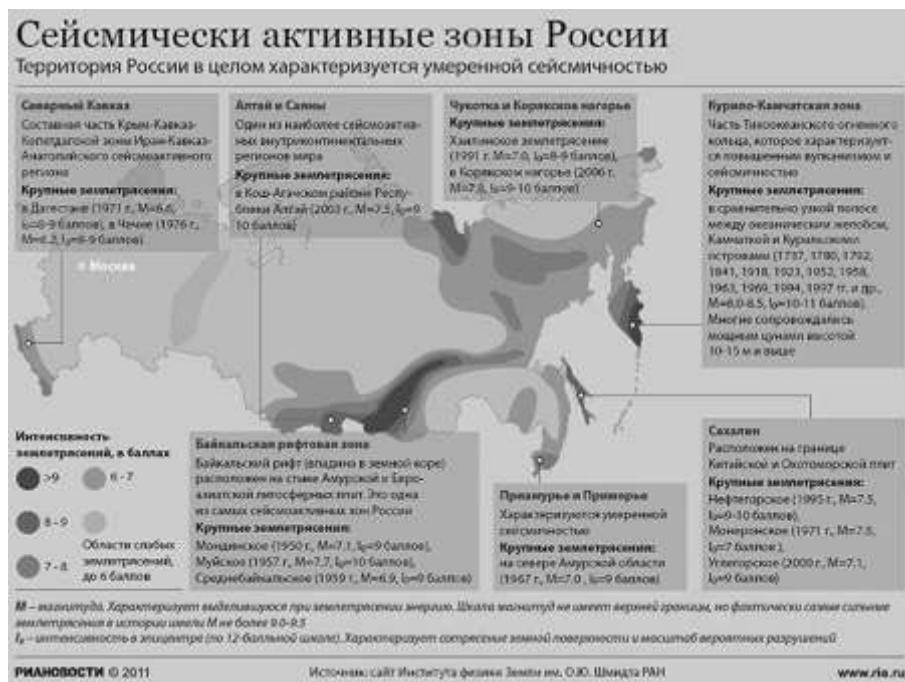 Сейсмически активные зоны России
Территория России в целом характеризуется умеренной сейсмичностью
Северный Кавказ
Составная часть Крым-Кавказ-
Копетдагской зоны Иран-Кавказ-
Анатолийского сейсмоактивного
региона
Крупные землетрясения:
в Дагестане (1971 г., М=6.6,
I₀=8-9 баллов), в Чечне (1976 г.,
М=6.2, I₀=8-9 баллов)
Алтай и Саяны
Один из наиболее сейсмоактив-
ных внутриконтинентальных
регионов мира
Крупные землетрясения:
в Кош-Агачском районе Респу-
блики Алтай (2003 г., М=7.5, I₀=9
10 баллов)
Чукотка и Корякское нагорье
Крупные землетрясения:
Хаилинское землетрясение
(1991 г. М=7.0, I₀=8-9 баллов),
в Корякском нагорье (2006 г.
М=7.8, I₀=9-10 баллов)
Курило-Камчатская зона
Часть Тихоокеанского огненного
кольца, которое характеризует-
ся повышенным вулканизмом и
сейсмичностью
Крупные землетрясения:
в сравнительно узкой полосе
между океаническим желобом,
Камчаткой и Курильскими
островами (1737, 1780, 1792,
1841, 1918, 1923, 1952, 1958,
1963, 1969, 1994, 1997 гг. и др.,
М=8.0-8.5, I₀=10-11 баллов).
Многие сопровождались
мощным цунами высотой
10-15 м и выше
Москва
Интенсивность
землетрясений, в баллах
>9
6 - 7
8 - 9
7 - 8
Области слабых
землетрясений,
до 6 баллов
Байкальская рифтовая зона
Байкальский рифт (впадина в земной коре)
расположен на стыке Амурской и Евро-
азиатской литосферных плит. Это одна
из самых сейсмоактивных зон России
Крупные землетрясения:
Мондинское (1950 г., М=7.1, I₀=9 баллов),
Муйское (1957 г., М=7.7, I₀=10 баллов),
Среднебайкальское (1959 г., М=6.9, I₀=9 баллов)
Приамурье и Приморье
Характеризуются умеренной
сейсмичностью
Крупные землетрясения:
на севере Амурской области
(1967 г., М=7.0 , I₀=9 баллов)
Сахалин
Расположен на границе
Китайской и Охотоморской плит
Крупные землетрясения:
Нефтегорское (1995 г., М=7.5,
I₀=9-10 баллов),
Монеронское (1971 г., М=7.5,
I₀=7 баллов ),
Углегорское (2000 г., М=7.1,
I₀=9 баллов)
М – магнитуда. Характеризует выделившуюся при землетрясении энергию. Шкала магнитуд не имеет верхней границы, но фактически самые сильные
землетрясения в истории имели М не более 9.0-9.5
I₀ – интенсивность в эпицентре (по 12-балльной шкале). Характеризует сотрясение земной поверхности и масштаб вероятных разрушений
РИАНОВОСТИ © 2011
Источник: сайт Института физики Земли им. О.Ю. Шмидта РАН
www.ria.ru